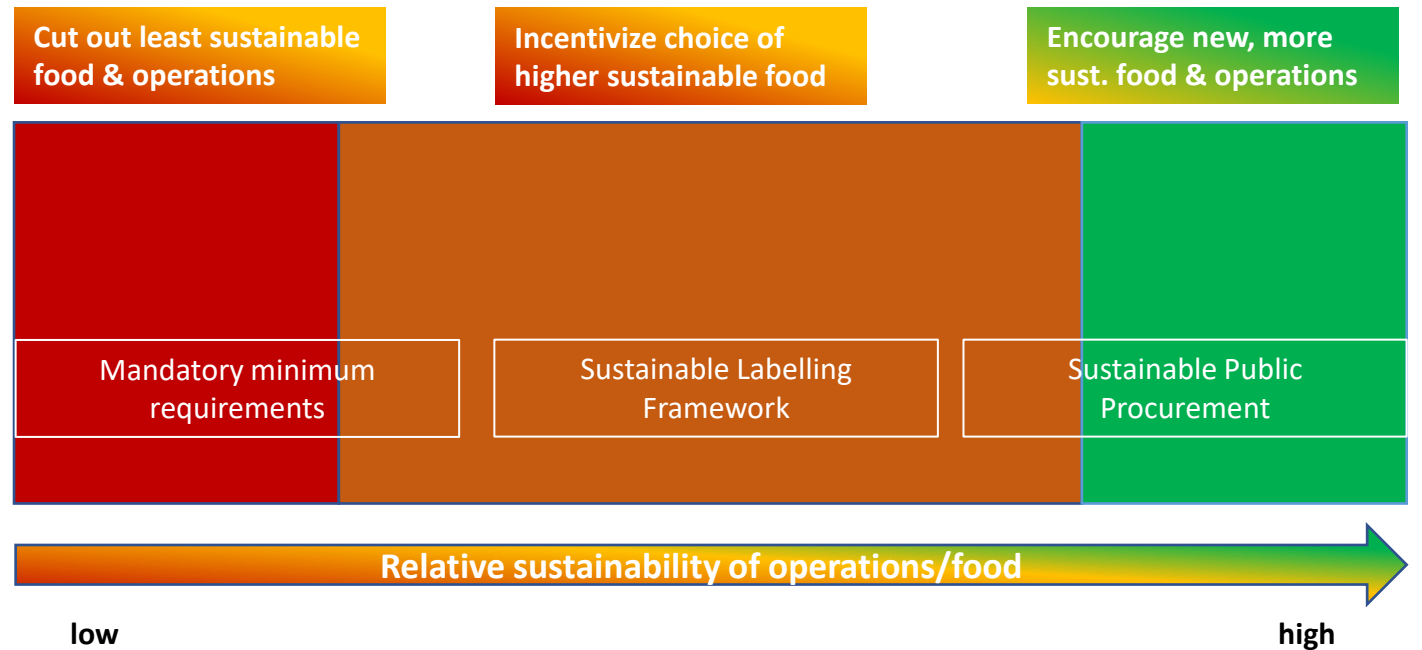 Cut out least sustainable
food & operations
Incentivize choice of
higher sustainable food
Encourage new, more
sust. food & operations
Mandatory minimum
requirements
Sustainable Labelling
Framework
Sustainable Public
Procurement
Relative sustainability of operations/food
low
high